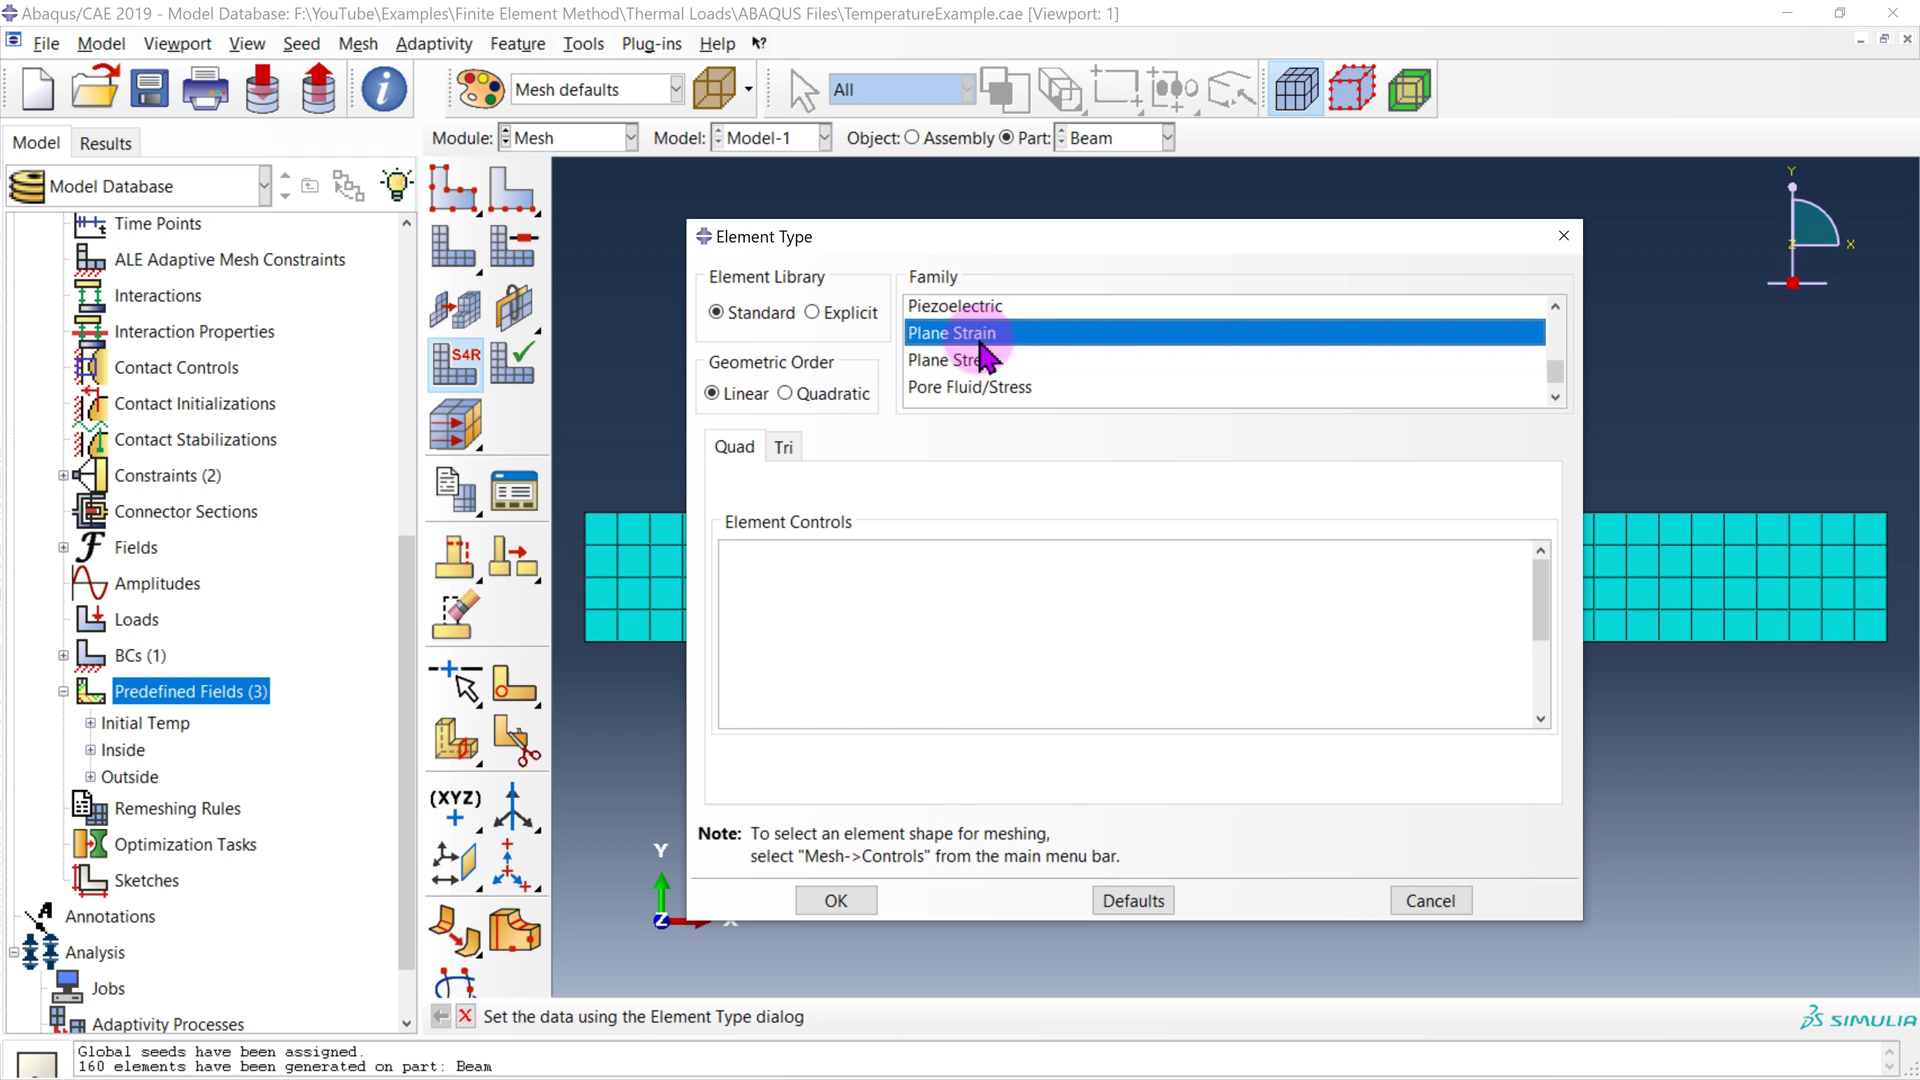 Abaqus/CAE 2019 - Model Database: F:\YouTube\Examples\Finite Element Method\Thermal Loads\ABAQUS Files\TemperatureExample.cae [Viewport: 1]
File Model Viewport View Seed Mesh Adaptivity Feature Tools Plug-ins Help
Mesh defaults
All
Model Results
Module: Mesh Model: Model-1 Object: Assembly Part: Beam
Model Database
Time Points
ALE Adaptive Mesh Constraints
Interactions
Interaction Properties
Contact Controls
Contact Initializations
Contact Stabilizations
Constraints (2)
Connector Sections
Fields
Amplitudes
Loads
BCs (1)
Predefined Fields (3)
Initial Temp
Inside
Outside
Remeshing Rules
Optimization Tasks
Sketches
Annotations
Analysis
Jobs
Adaptivity Processes
S4R
(XYZ)
Element Type
Element Library
Standard Explicit
Geometric Order
Linear Quadratic
Family
Piezoelectric
Plane Strain
Plane Stre
Pore Fluid/Stress
Quad Tri
Element Controls
Note: To select an element shape for meshing,
select "Mesh->Controls" from the main menu bar.
OK Defaults Cancel
Y
X
Z
Y
Z
X
Set the data using the Element Type dialog
SIMULIA
Global seeds have been assigned.
160 elements have been generated on part: Beam